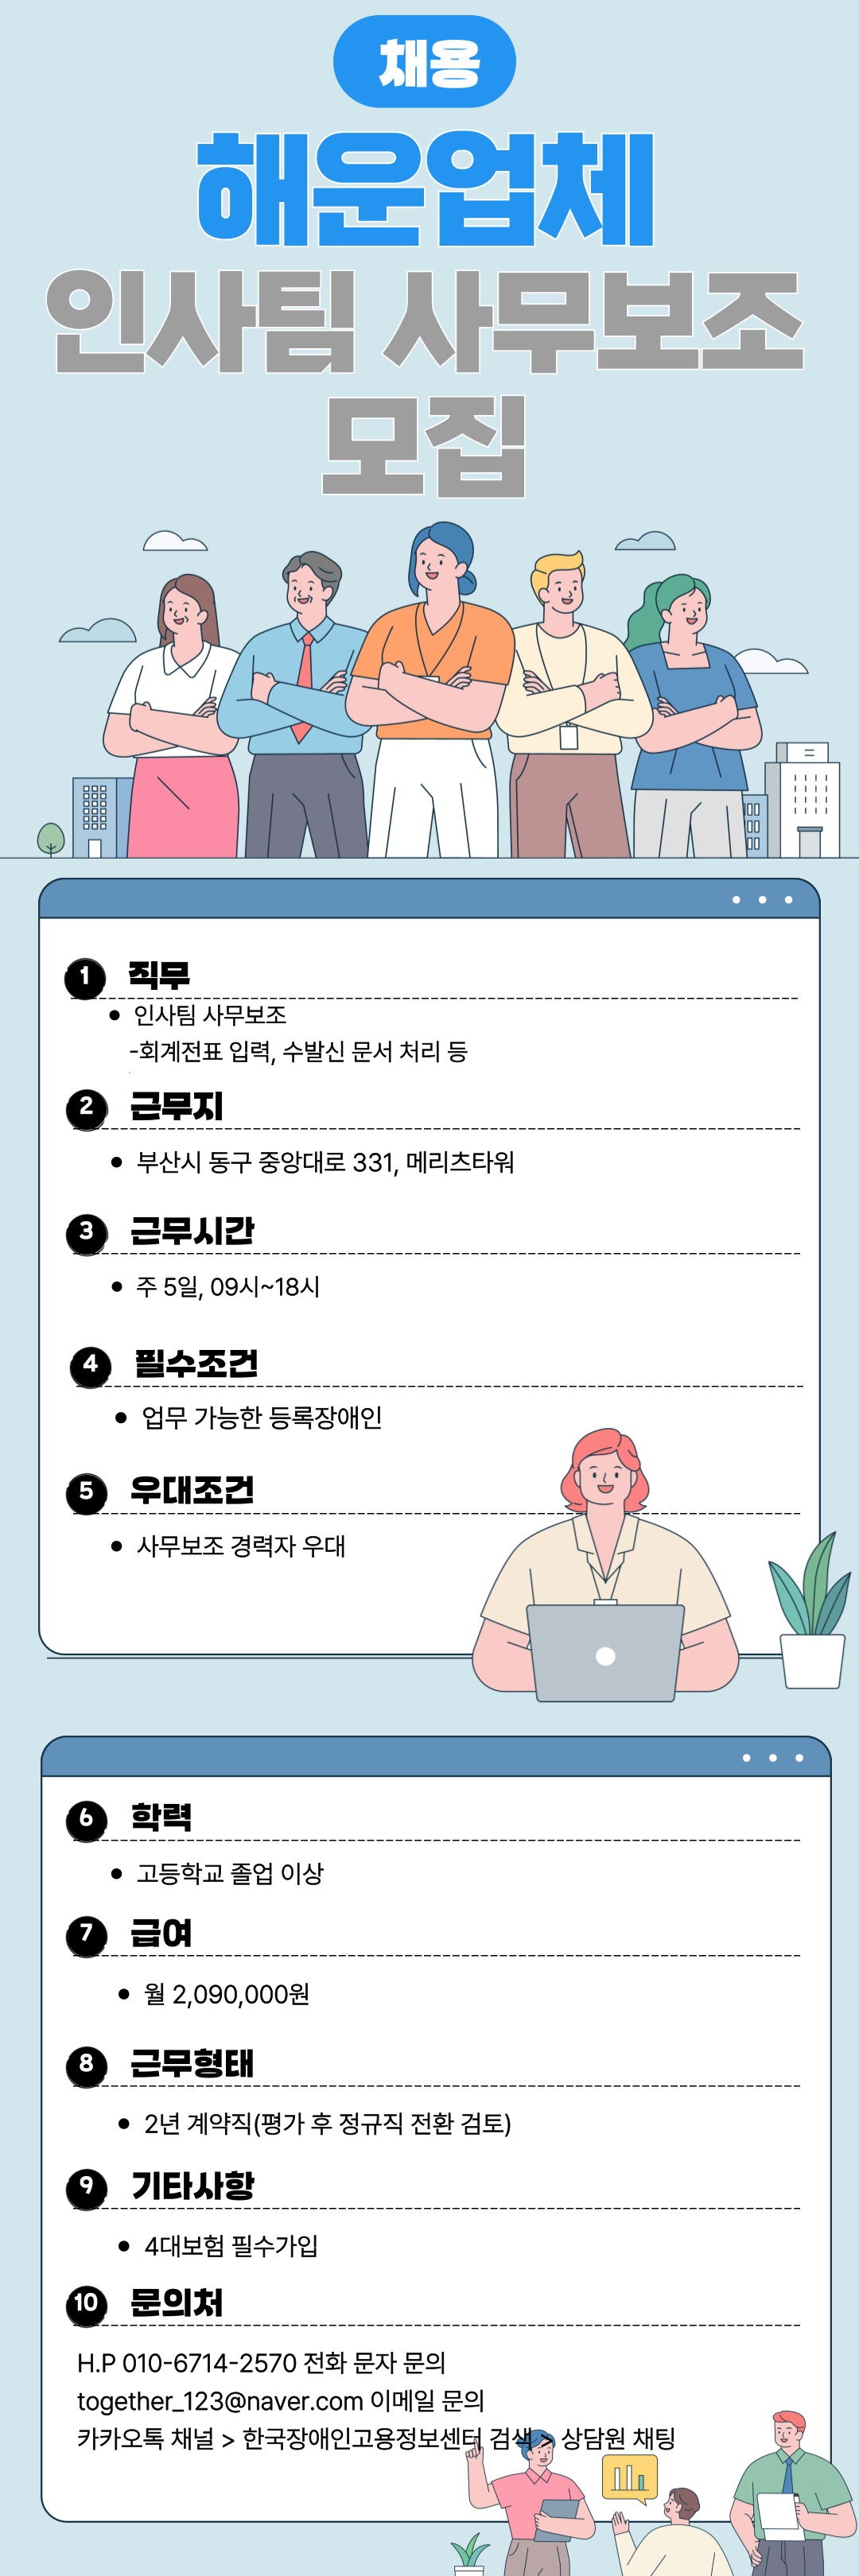 채용
해운업체
인사팀 사무보조
모집
1 직무
• 인사팀 사무보조
-회계전표 입력, 수발신 문서 처리 등
2 근무지
• 부산시 동구 중앙대로 331, 메리츠타워
3 근무시간
• 주 5일, 09시~18시
4 필수조건
• 업무 가능한 등록장애인
5 우대조건
• 사무보조 경력자 우대
6 학력
• 고등학교 졸업 이상
7 급여
• 월 2,090,000원
8 근무형태
• 2년 계약직(평가 후 정규직 전환 검토)
9 기타사항
• 4대보험 필수가입
10 문의처
H.P 010-6714-2570 전화 문자 문의
together_123@naver.com 이메일 문의
카카오톡 채널 > 한국장애인고용정보센터 검색 > 상담원 채팅